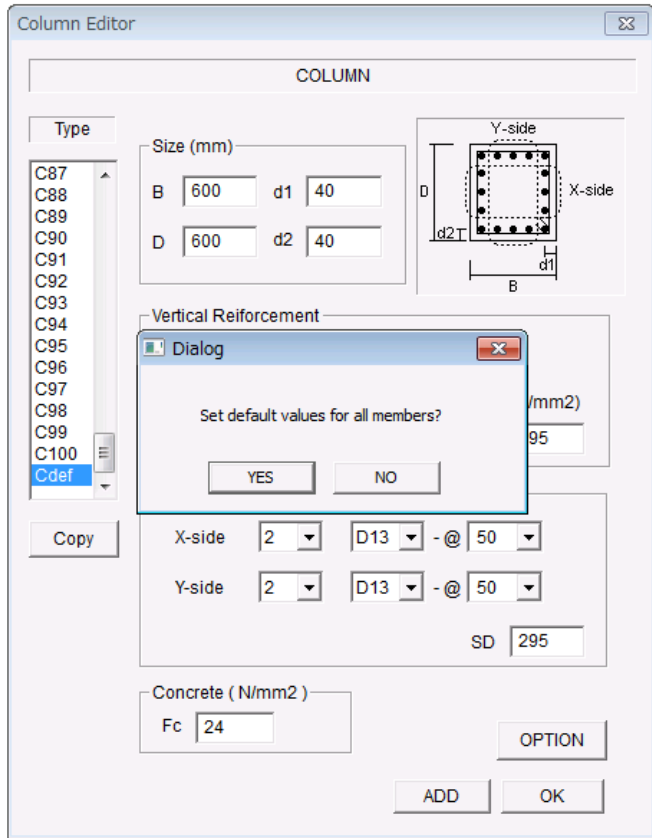 Column Editor
COLUMN
Type
C87
C88
C89
C90
C91
C92
C93
C94
C95
C96
C97
C98
C99
C100
Cdef
Copy
Size (mm)
B 600 d1 40
D 600 d2 40
Y-side
D
X-side
d2
d1
B
Vertical Reiforcement
/mm2)
95
Dialog
Set default values for all members?
YES NO
X-side 2 D13 - @ 50
Y-side 2 D13 - @ 50
SD 295
Concrete ( N/mm2 )
Fc 24
OPTION
ADD OK